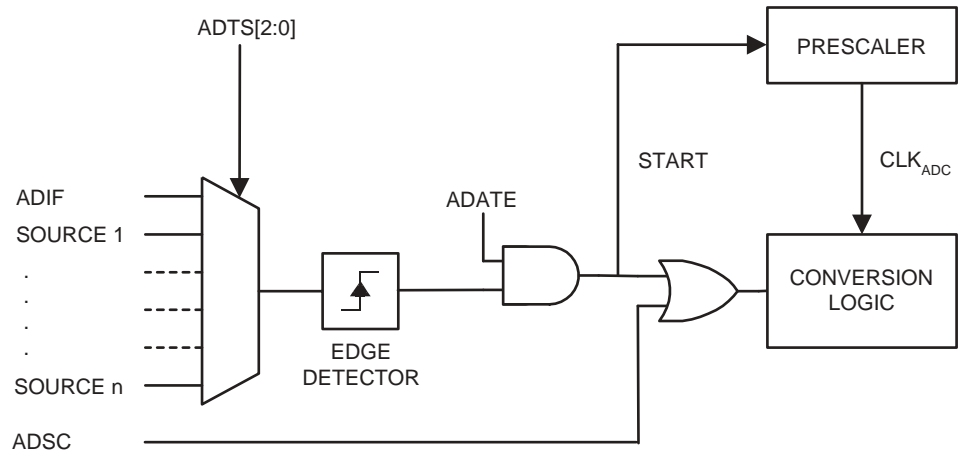 ADTS[2:0]
PRESCALER
START
CLKADC
ADIF
ADATE
SOURCE 1
.
.
.
.
CONVERSION
LOGIC
EDGE
DETECTOR
SOURCE n
ADSC